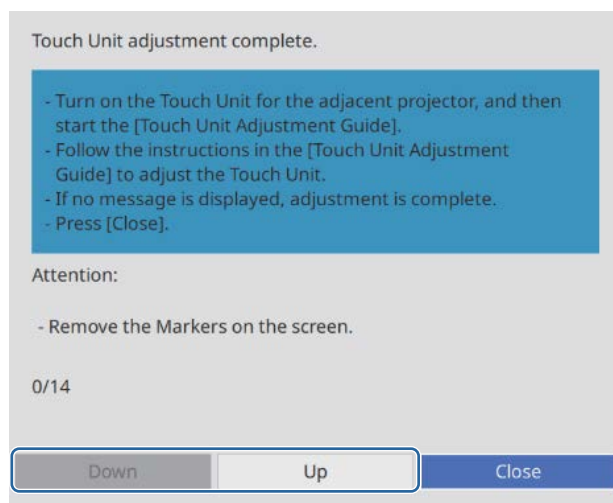 Touch Unit adjustment complete.
- Turn on the Touch Unit for the adjacent projector, and then
start the [Touch Unit Adjustment Guide].
- Follow the instructions in the [Touch Unit Adjustment
Guide] to adjust the Touch Unit.
- If no message is displayed, adjustment is complete.
- Press [Close].
Attention:
- Remove the Markers on the screen.
0/14
Down
Up
Close